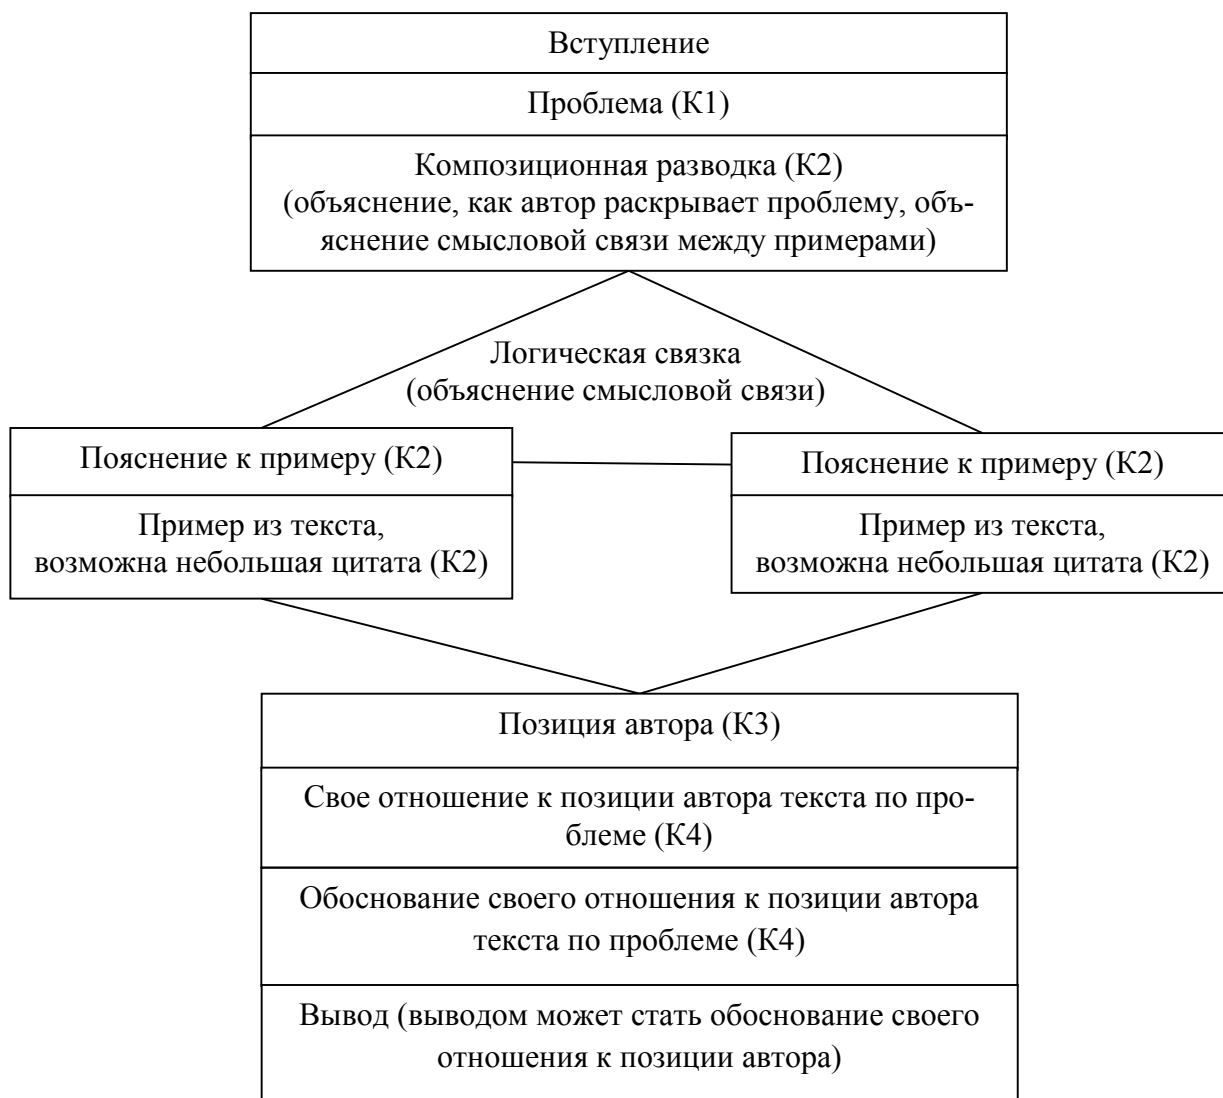 Вступление
Проблема (К1)
Композиционная разводка (К2)
(объяснение, как автор раскрывает проблему, объ-
яснение смысловой связи между примерами)
Логическая связка
(объяснение смысловой связи)
Пояснение к примеру (К2)
Пример из текста,
возможна небольшая цитата (К2)
Пояснение к примеру (К2)
Пример из текста,
возможна небольшая цитата (К2)
Позиция автора (К3)
Свое отношение к позиции автора текста по про-
блеме (К4)
Обоснование своего отношения к позиции автора
текста по проблеме (К4)
Вывод (выводом может стать обоснование своего
отношения к позиции автора)